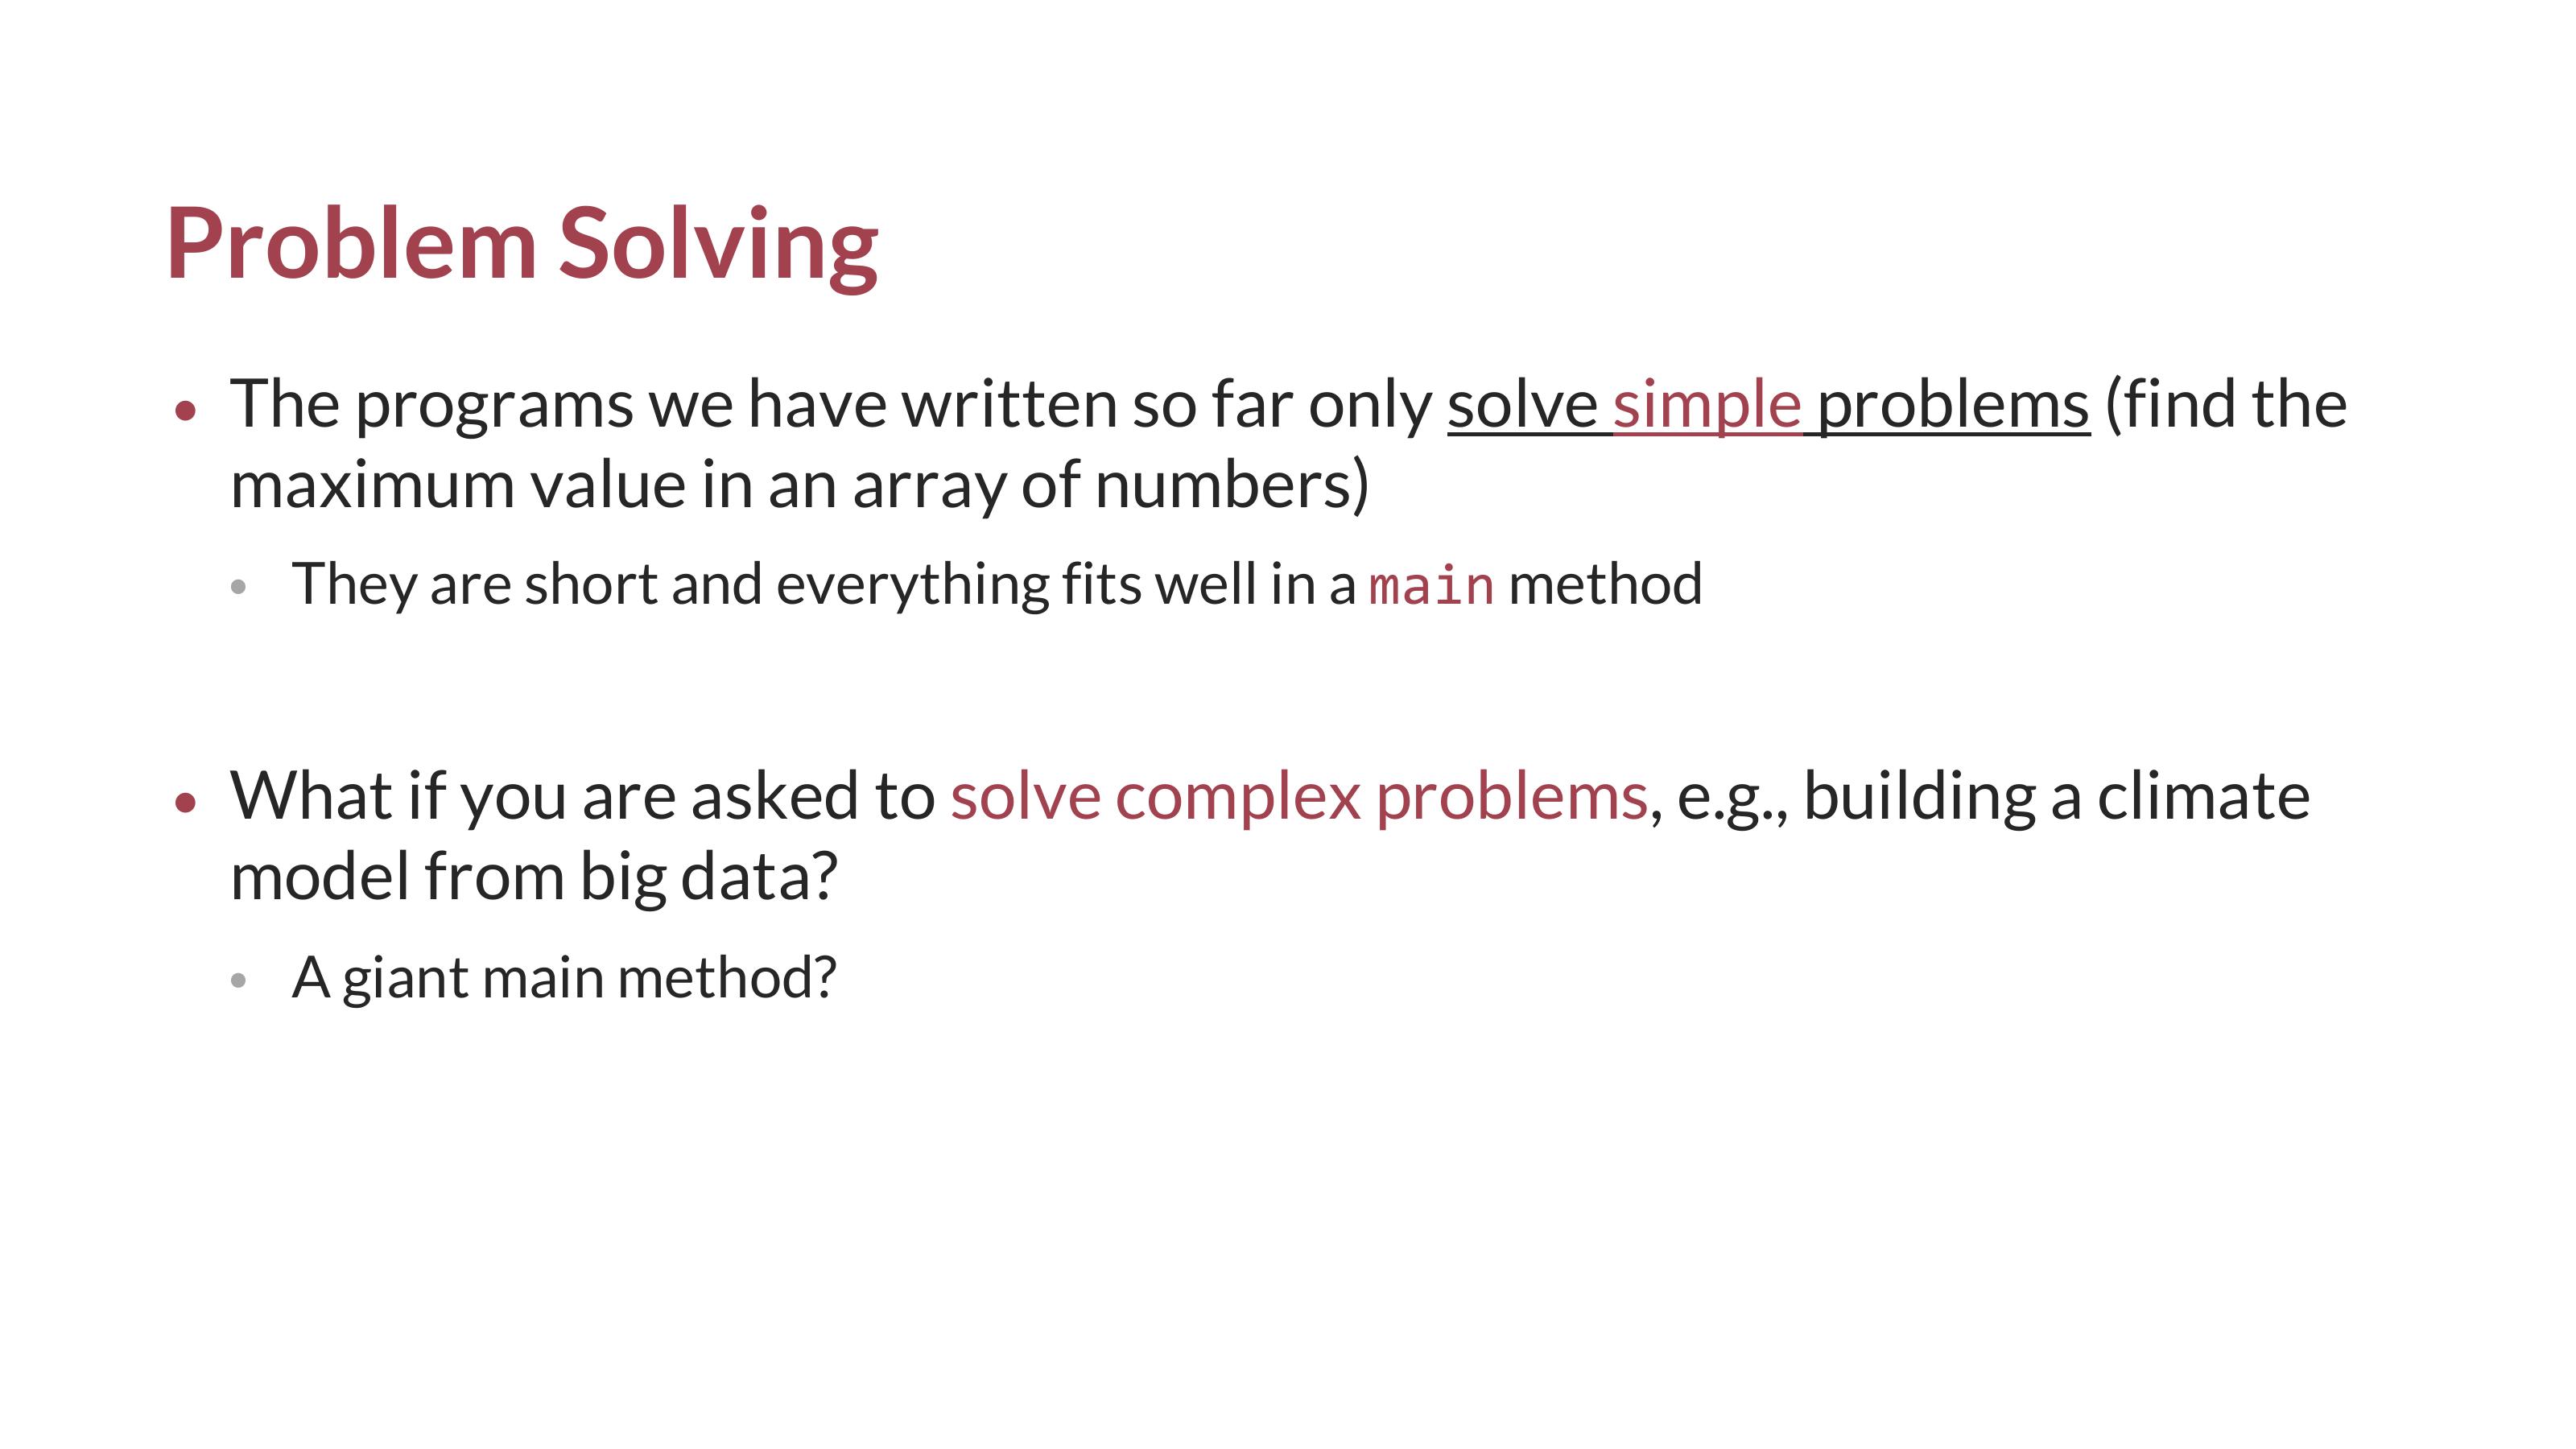 Problem Solving
• The programs we have written so far only solve simple problems (find the
maximum value in an array of numbers)
• They are short and everything fits well in a main method
• What if you are asked to solve complex problems, e.g., building a climate
model from big data?
• A giant main method?